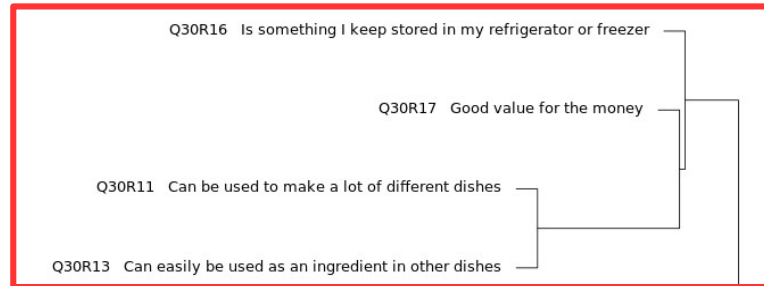 Q30R16 Is something I keep stored in my refrigerator or freezer
Q30R17 Good value for the money
Q30R11 Can be used to make a lot of different dishes
Q30R13 Can easily be used as an ingredient in other dishes